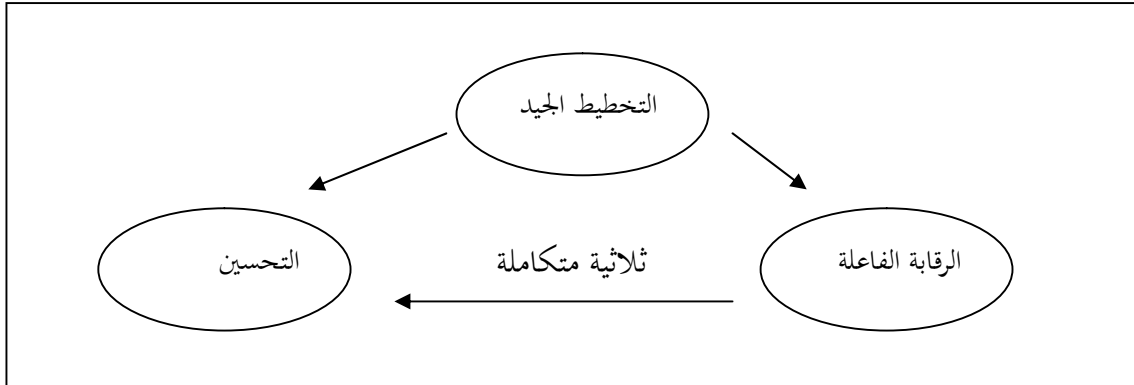 التخطيط الجيد
الرقابة الفاعلة
ثلاثية متكاملة
التحسين